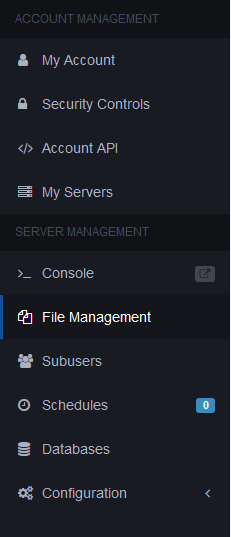 ACCOUNT MANAGEMENT
My Account
Security Controls
Account API
My Servers
SERVER MANAGEMENT
Console
File Management
Subusers
Schedules 0
Databases
Configuration